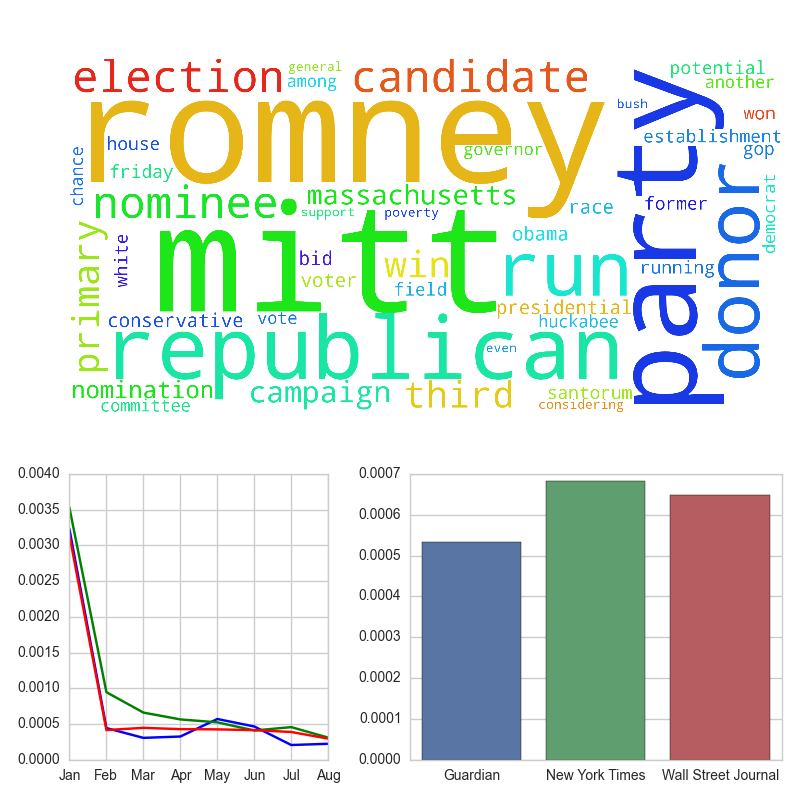 general
election candidate
among
potential
another
romney
party
bush
won
house
governor
establishment
gop
chance
friday
nominee
massachusetts
support
poverty
race
former
donor
democrat
mitt
primary
white
bid
win
run
obama
voter
field
running
presidential
conservative
vote
huckabee
republican
even
nomination
campaign
third
santorum
committee
considering
0.0040
0.0035
0.0030
0.0025
0.0020
0.0015
0.0010
0.0005
0.0000
Jan Feb Mar Apr May Jun Jul Aug
0.0007
0.0006
0.0005
0.0004
0.0003
0.0002
0.0001
0.0000
Guardian New York Times Wall Street Journal